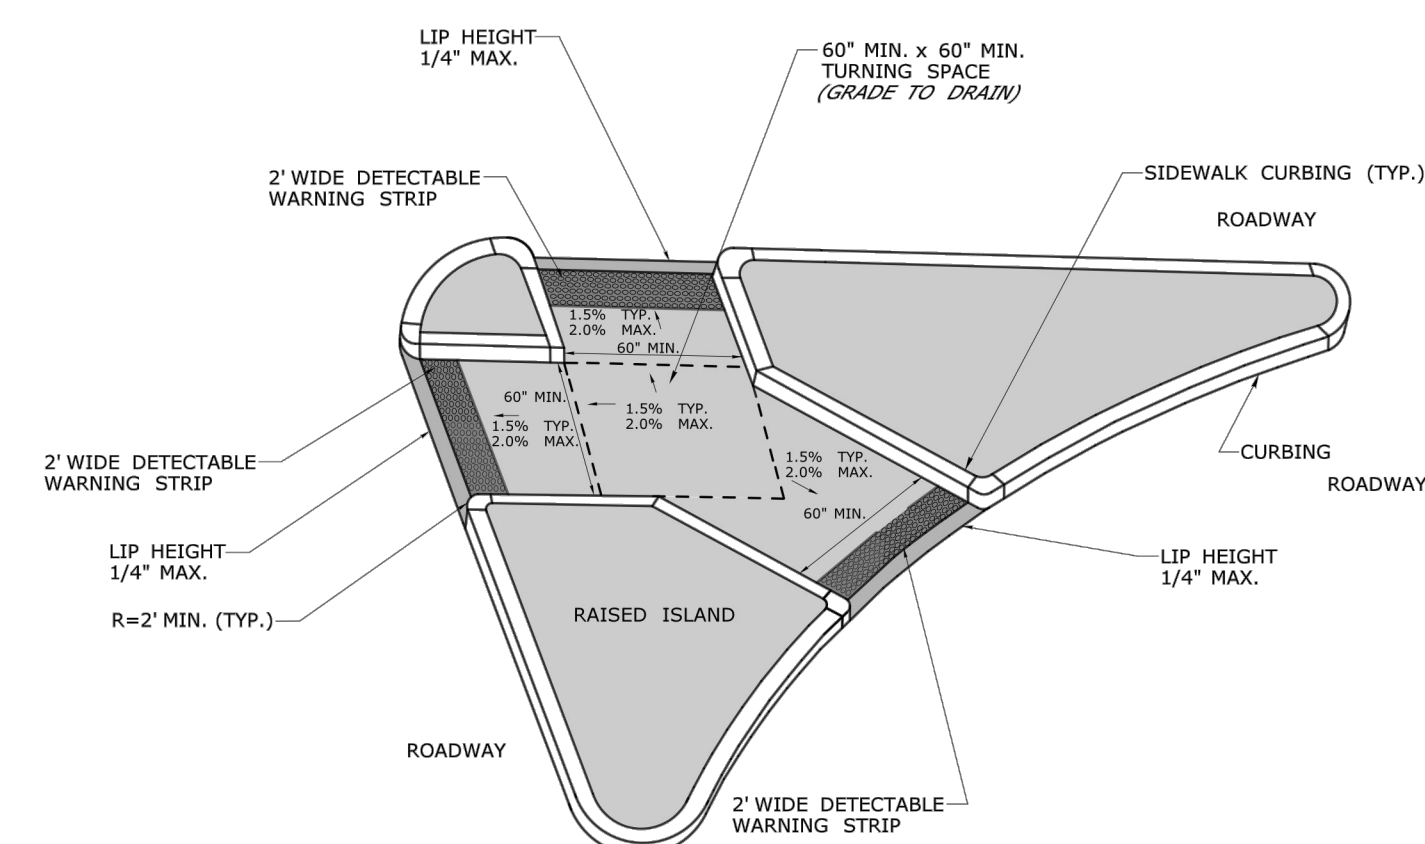 LIP HEIGHT
1/4" MAX.
60" MIN. x 60" MIN.
TURNING SPACE
(GRADE TO DRAIN)
2' WIDE DETECTABLE
WARNING STRIP
SIDEWALK CURBING (TYP.)
ROADWAY
1.5% TYP.
2.0% MAX.
60" MIN.
60" MIN.
1.5% TYP.
2.0% MAX.
1.5% TYP.
2.0% MAX.
1.5% TYP.
2.0% MAX.
60" MIN.
CURBING
ROADWAY
2' WIDE DETECTABLE
WARNING STRIP
LIP HEIGHT
1/4" MAX.
LIP HEIGHT
1/4" MAX.
R=2' MIN. (TYP.)
RAISED ISLAND
ROADWAY
2' WIDE DETECTABLE
WARNING STRIP